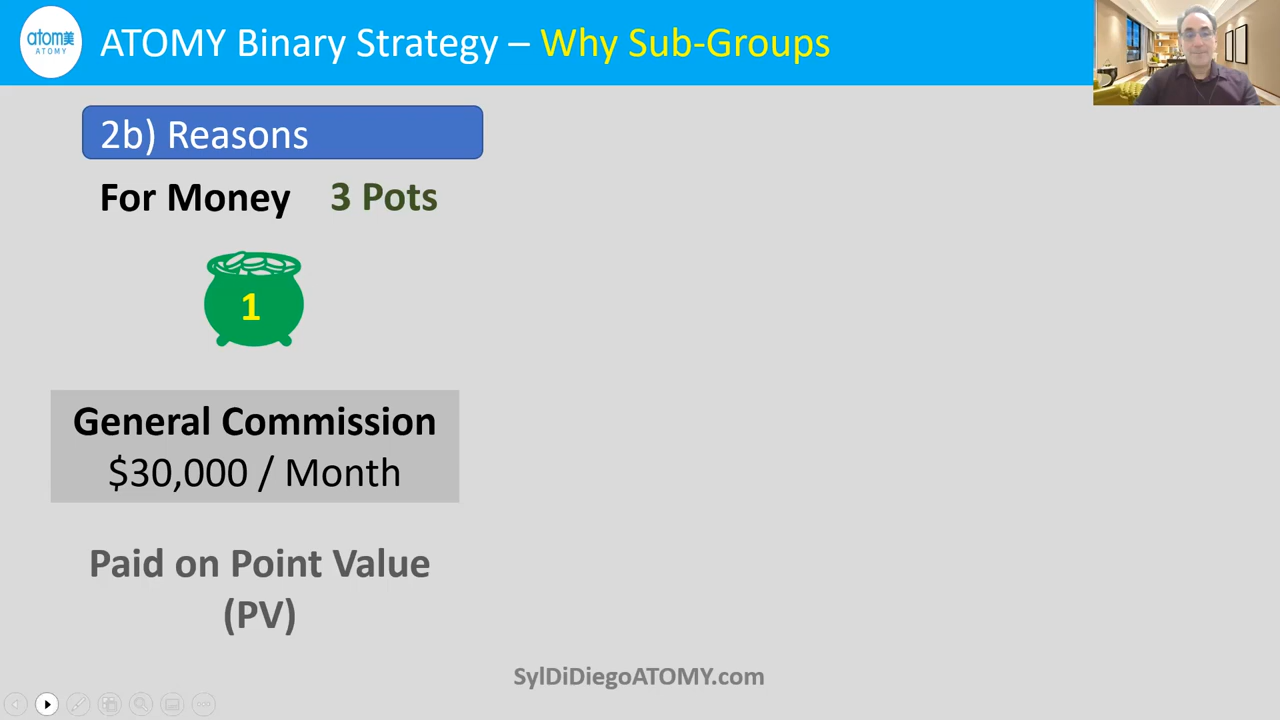 atom美
ATOMY
ATOMY Binary Strategy – Why Sub-Groups
2b) Reasons
For Money 3 Pots
1
General Commission
$30,000 / Month
Paid on Point Value
(PV)
SylDiDiegoATOMY.com